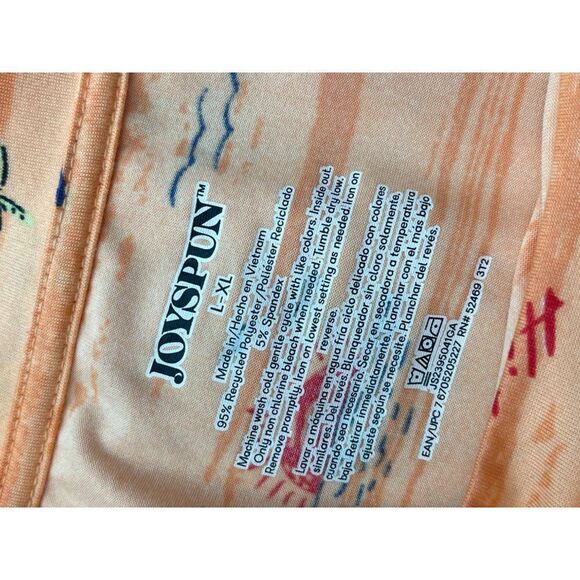 JOYSPUN™
L-XL
Made in/Hecho en Vietnam
95% Recycled Polyester/Poliéster Reciclado
5% Spandex
Machine wash cold gentle cycle with like colors. Inside out.
Only non chlorine bleach when needed. Tumble dry low.
Remove promptly. Iron on lowest setting as needed. Iron on
reverse.
Lavar a máquina en agua fría ciclo delicado con colores
similares. Del revés. Blanqueador sin cloro solamente,
cuando sea necesario. Secar en secadora a temperatura
baja. Retirar inmediatamente. Planchar con el más bajo
ajuste según se necesite. Planchar del revés.
EAN/UPC 17 6705205227 RN# 52469 3T2